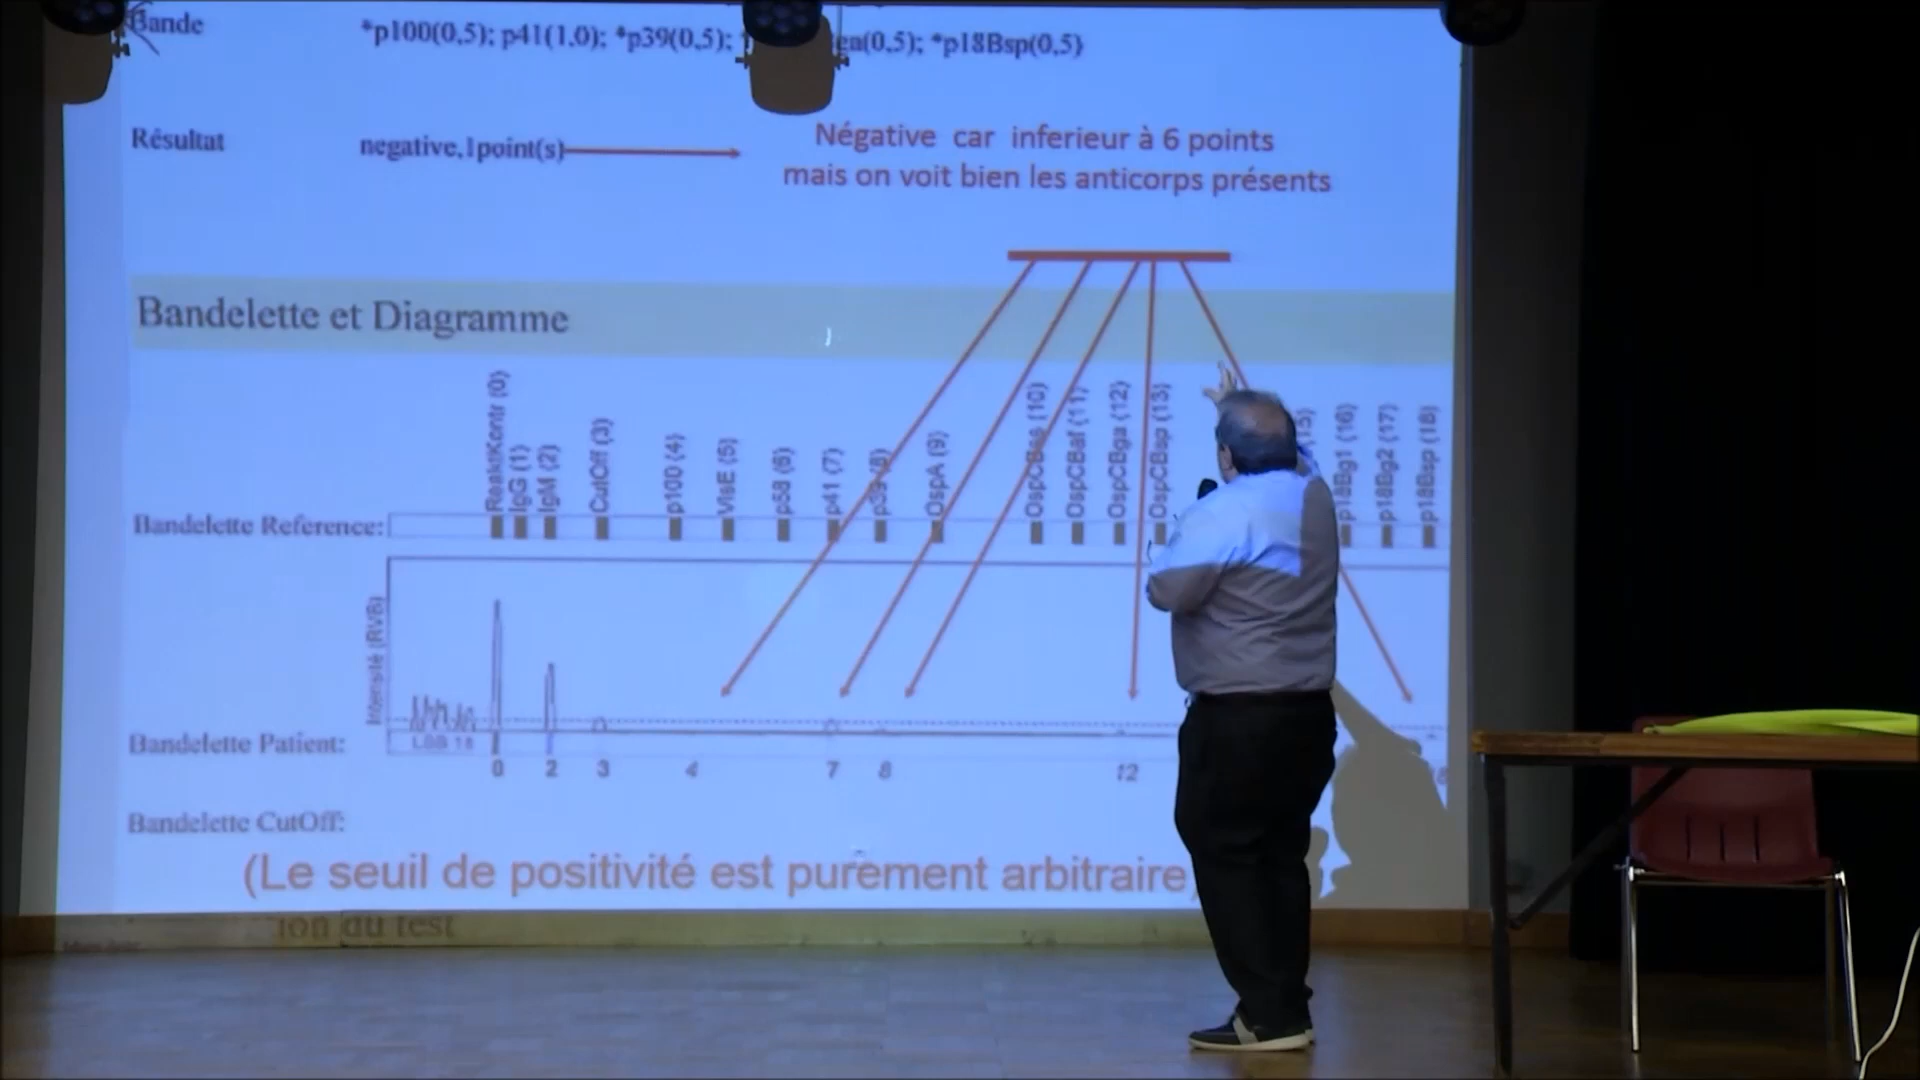 Bande *p100(0,5); p41(1,0); *p39(0,5); ga(0,5); *p18Bsp(0,5)
Résultat negative,1point(s)
Négative car inferieur à 6 points
mais on voit bien les anticorps présents
Bandelette et Diagramme
ReaktKontr (0)
IgG (1)
IgM (2)
CutOff (3)
p100 (4)
VlsE (5)
p58 (6)
p41 (7)
p39 (8)
OspA (9)
OspCBss (10)
OspCBaf (11)
OspCBga (12)
OspCBsp (13)
15)
p18Bg1 (16)
p18Bg2 (17)
p18Bsp (18)
Bandelette Reference:
Intensité (RVB)
Bandelette Patient: LBB 16
0 2 3 4 7 8 12
Bandelette CutOff:
(Le seuil de positivité est purement arbitraire)
ion du test